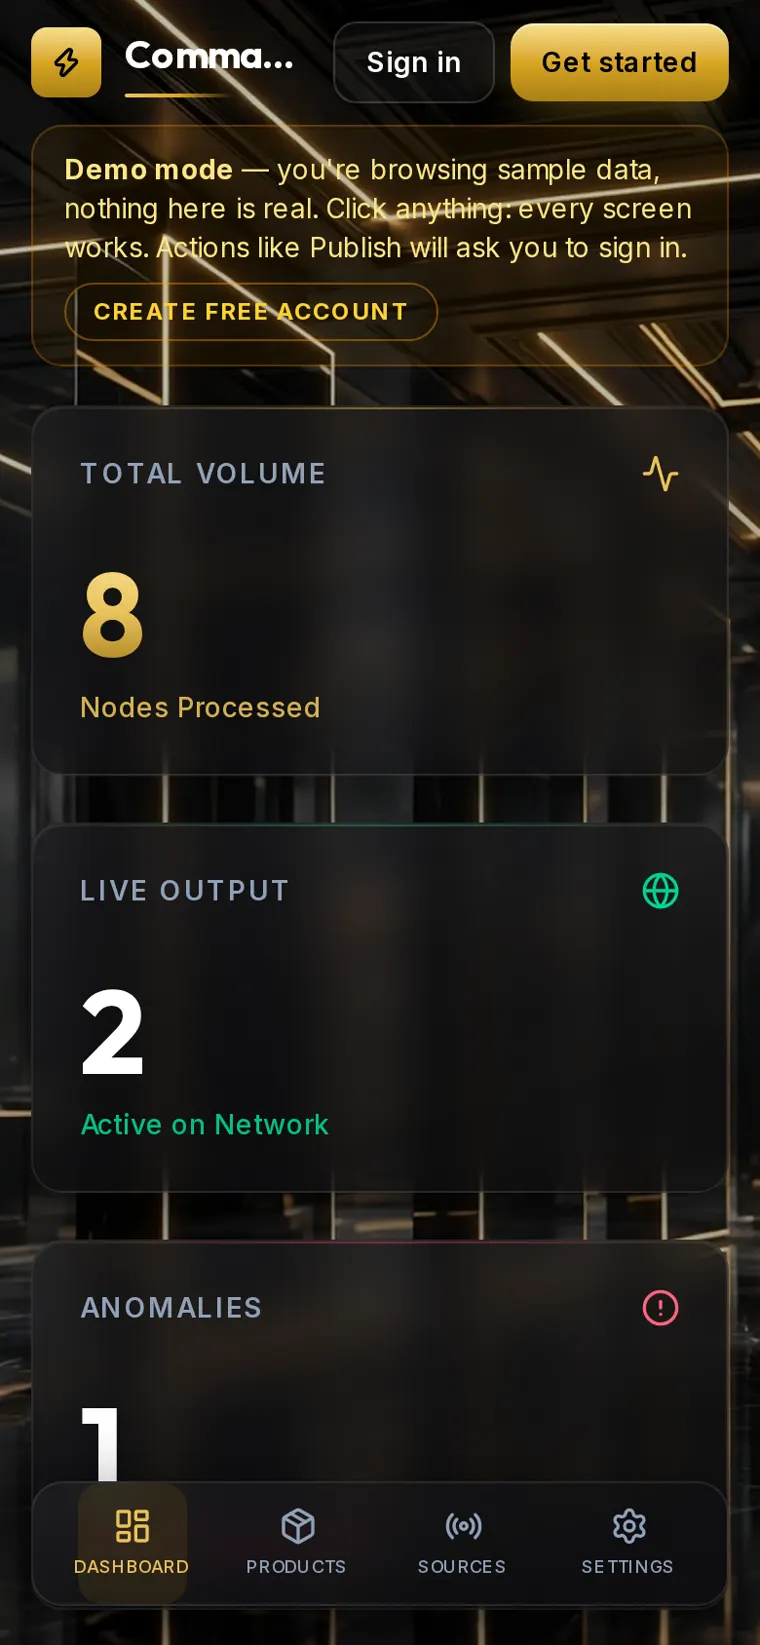 Comma...
Sign in
Get started
Demo mode — you're browsing sample data,
nothing here is real. Click anything: every screen
works. Actions like Publish will ask you to sign in.
CREATE FREE ACCOUNT
TOTAL VOLUME
8
Nodes Processed
LIVE OUTPUT
2
Active on Network
ANOMALIES
1
DASHBOARD
PRODUCTS
SOURCES
SETTINGS